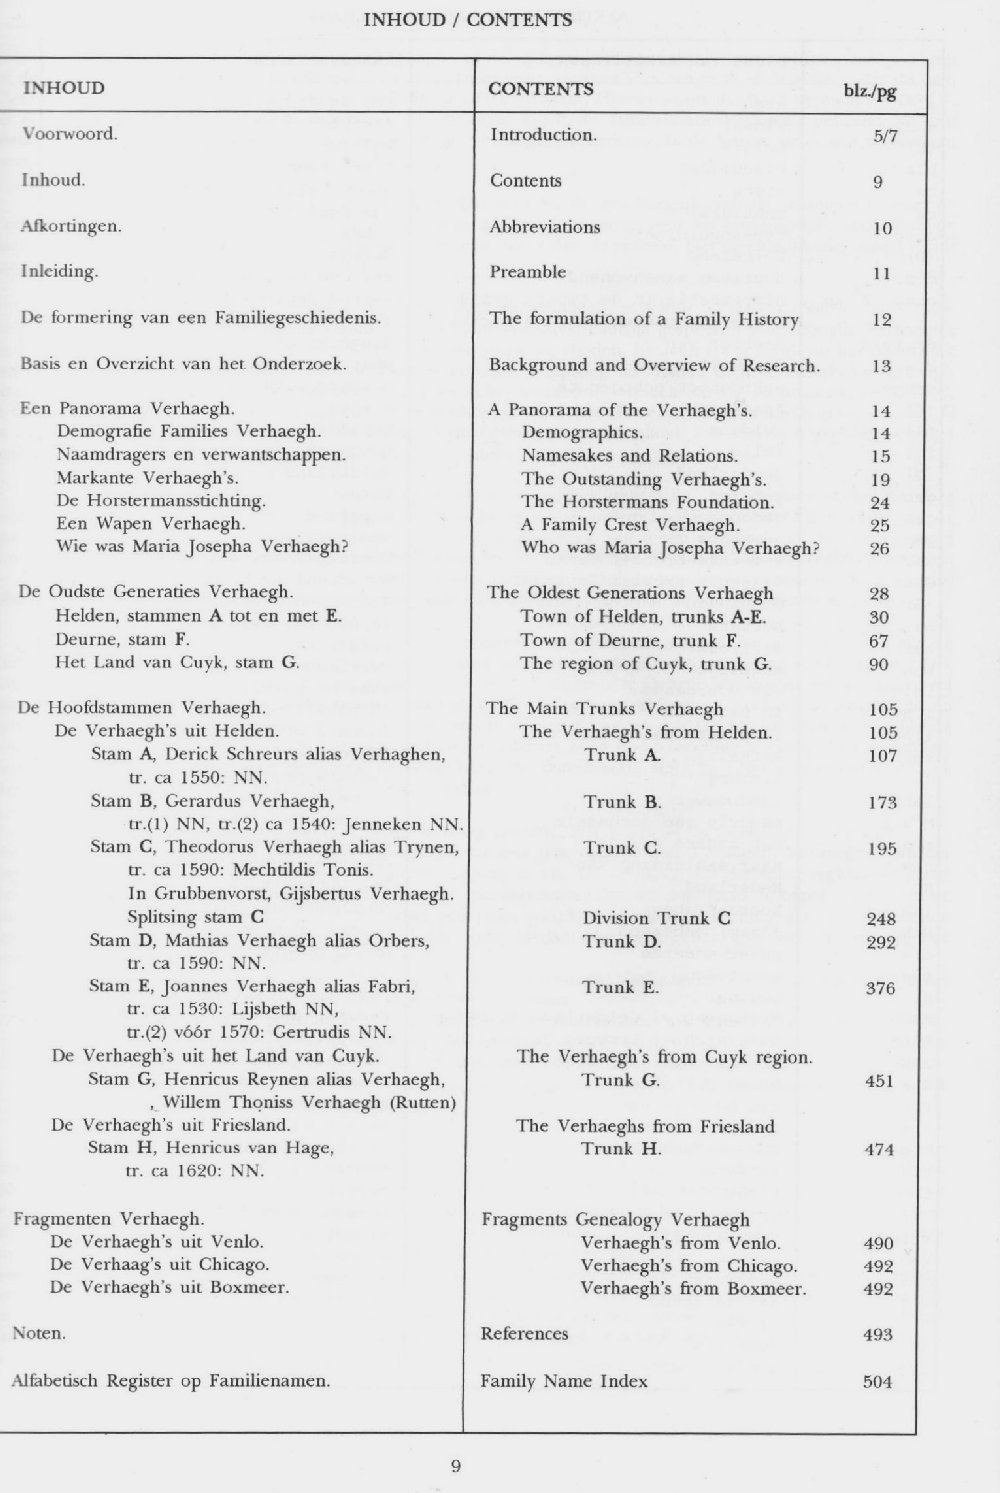 INHOUD / CONTENTS
INHOUD CONTENTS blz./pg
Voorwoord. Introduction. 5/7
Inhoud. Contents 9
Afkortingen. Abbreviations 10
Inleiding. Preamble 11
De formering van een Familiegeschiedenis. The formulation of a Family History 12
Basis en Overzicht van het Onderzoek. Background and Overview of Research. 13
Een Panorama Verhaegh. A Panorama of the Verhaegh's. 14
Demografie Families Verhaegh. Demographics. 14
Naamdragers en verwantschappen. Namesakes and Relations. 15
Markante Verhaegh's. The Outstanding Verhaegh's. 19
De Horstermansstichting. The Horstermans Foundation. 24
Een Wapen Verhaegh. A Family Crest Verhaegh. 25
Wie was Maria Josepha Verhaegh? Who was Maria Josepha Verhaegh? 26
De Oudste Generaties Verhaegh. The Oldest Generations Verhaegh 28
Helden, stammen A tot en met E. Town of Helden, trunks A-E. 30
Deurne, stam F. Town of Deurne, trunk F. 67
Het Land van Cuyk, stam G. The region of Cuyk, trunk G. 90
De Hoofdstammen Verhaegh. The Main Trunks Verhaegh 105
De Verhaegh's uit Helden. The Verhaegh's from Helden. 105
Stam A, Derick Schreurs alias Verhaghen, Trunk A. 107
tr. ca 1550: NN.
Stam B, Gerardus Verhaegh, Trunk B. 173
tr.(1) NN, tr.(2) ca 1540: Jenneken NN.
Stam C, Theodorus Verhaegh alias Trynen, Trunk C. 195
tr. ca 1590: Mechtildis Tonis.
In Grubbenvorst, Gijsbertus Verhaegh.
Splitsing stam C Division Trunk C 248
Stam D, Mathias Verhaegh alias Orbers, Trunk D. 292
tr. ca 1590: NN.
Stam E, Joannes Verhaegh alias Fabri, Trunk E. 376
tr. ca 1530: Lijsbeth NN,
tr.(2) vóór 1570: Gertrudis NN.
De Verhaegh's uit het Land van Cuyk. The Verhaegh's from Cuyk region.
Stam G, Henricus Reynen alias Verhaegh, Trunk G. 451
, Willem Thoniss Verhaegh (Rutten)
De Verhaegh's uit Friesland. The Verhaeghs from Friesland
Stam H, Henricus van Hage, Trunk H. 474
tr. ca 1620: NN.
Fragmenten Verhaegh. Fragments Genealogy Verhaegh
De Verhaegh's uit Venlo. Verhaegh's from Venlo. 490
De Verhaag's uit Chicago. Verhaegh's from Chicago. 492
De Verhaegh's uit Boxmeer. Verhaegh's from Boxmeer. 492
Noten. References 493
Alfabetisch Register op Familienamen. Family Name Index 504
9